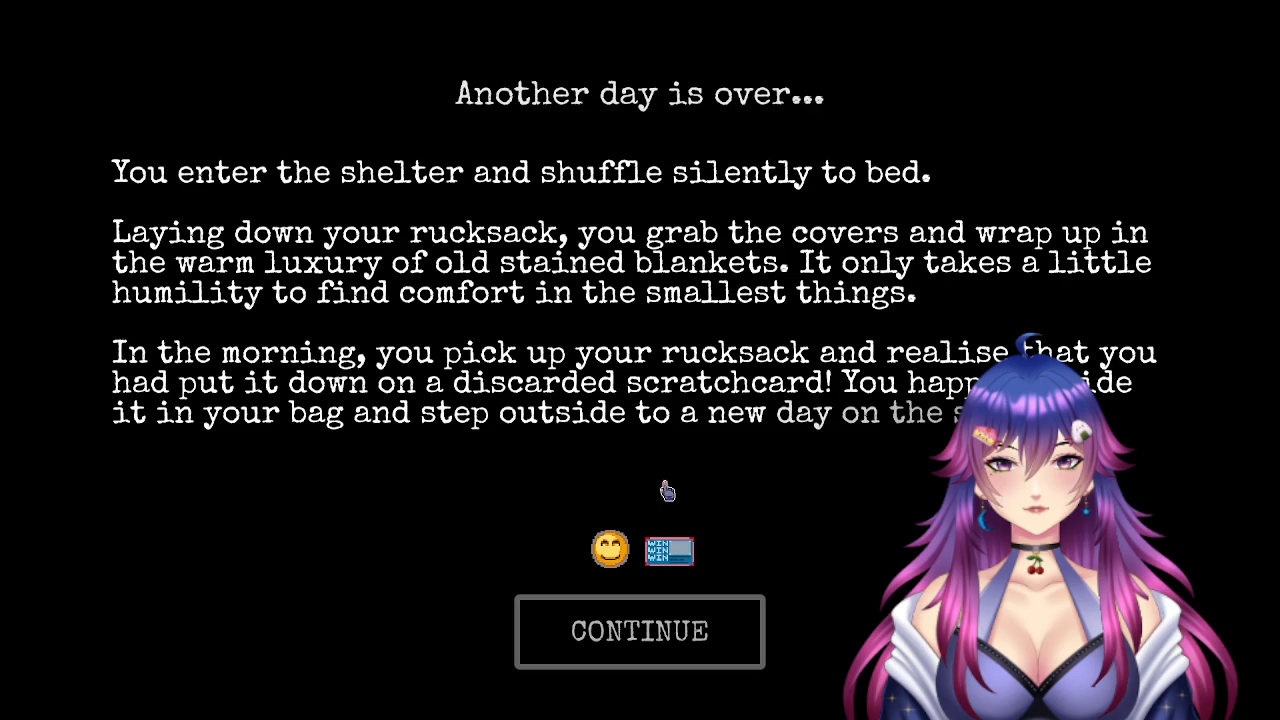 Another day is over...
You enter the shelter and shuffle silently to bed.
Laying down your rucksack, you grab the covers and wrap up in
the warm luxury of old stained blankets. It only takes a little
humility to find comfort in the smallest things.
In the morning, you pick up your rucksack and realise that you
had put it down on a discarded scratchcard! You
it in your bag and step outside to a new day on the
WIN
WIN
WIN
CONTINUE